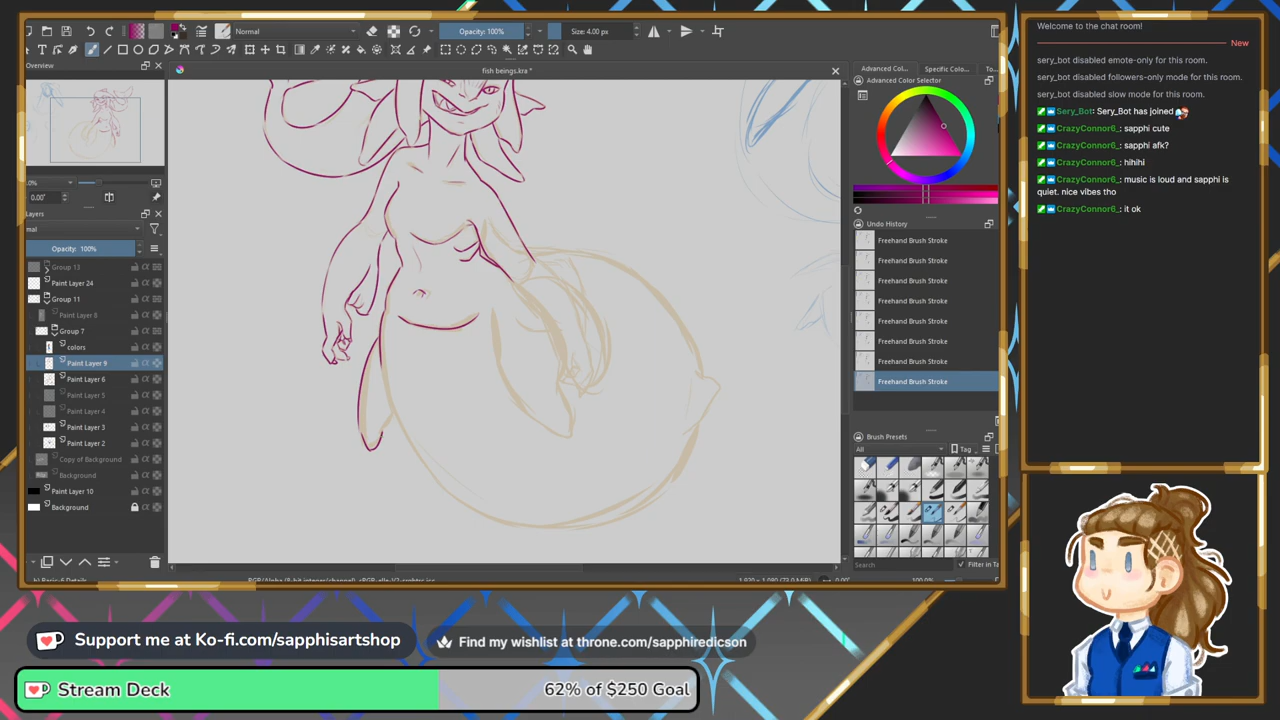 Normal
Opacity: 100%
Size: 4.00 px
Overview
fish beings.kra *
Advanced Col...
Specific Colo...
To...
Advanced Color Selector
0.00°
Layers
Opacity: 100%
Group 13
Paint Layer 24
Group 11
Paint Layer 8
Group 7
colors
Paint Layer 9
Paint Layer 6
Paint Layer 5
Paint Layer 4
Paint Layer 3
Paint Layer 2
Copy of Background
Background
Paint Layer 10
Background
Undo History
Freehand Brush Stroke
Freehand Brush Stroke
Freehand Brush Stroke
Freehand Brush Stroke
Freehand Brush Stroke
Freehand Brush Stroke
Freehand Brush Stroke
Freehand Brush Stroke
Brush Presets
All
Tag
Search
Filter in Ta
Welcome to the chat room!
New
sery_bot disabled emote-only for this room.
sery_bot disabled followers-only mode for this room.
sery_bot disabled slow mode for this room.
Sery_Bot: Sery_Bot has joined
CrazyConnor6_: sapphi cute
CrazyConnor6_: sapphi afk?
CrazyConnor6_: hihihi
CrazyConnor6_: music is loud and sapphi is
quiet. nice vibes tho
CrazyConnor6_: it ok
Support me at Ko-fi.com/sapphisartshop
Find my wishlist at throne.com/sapphiredicson
Stream Deck
62% of $250 Goal